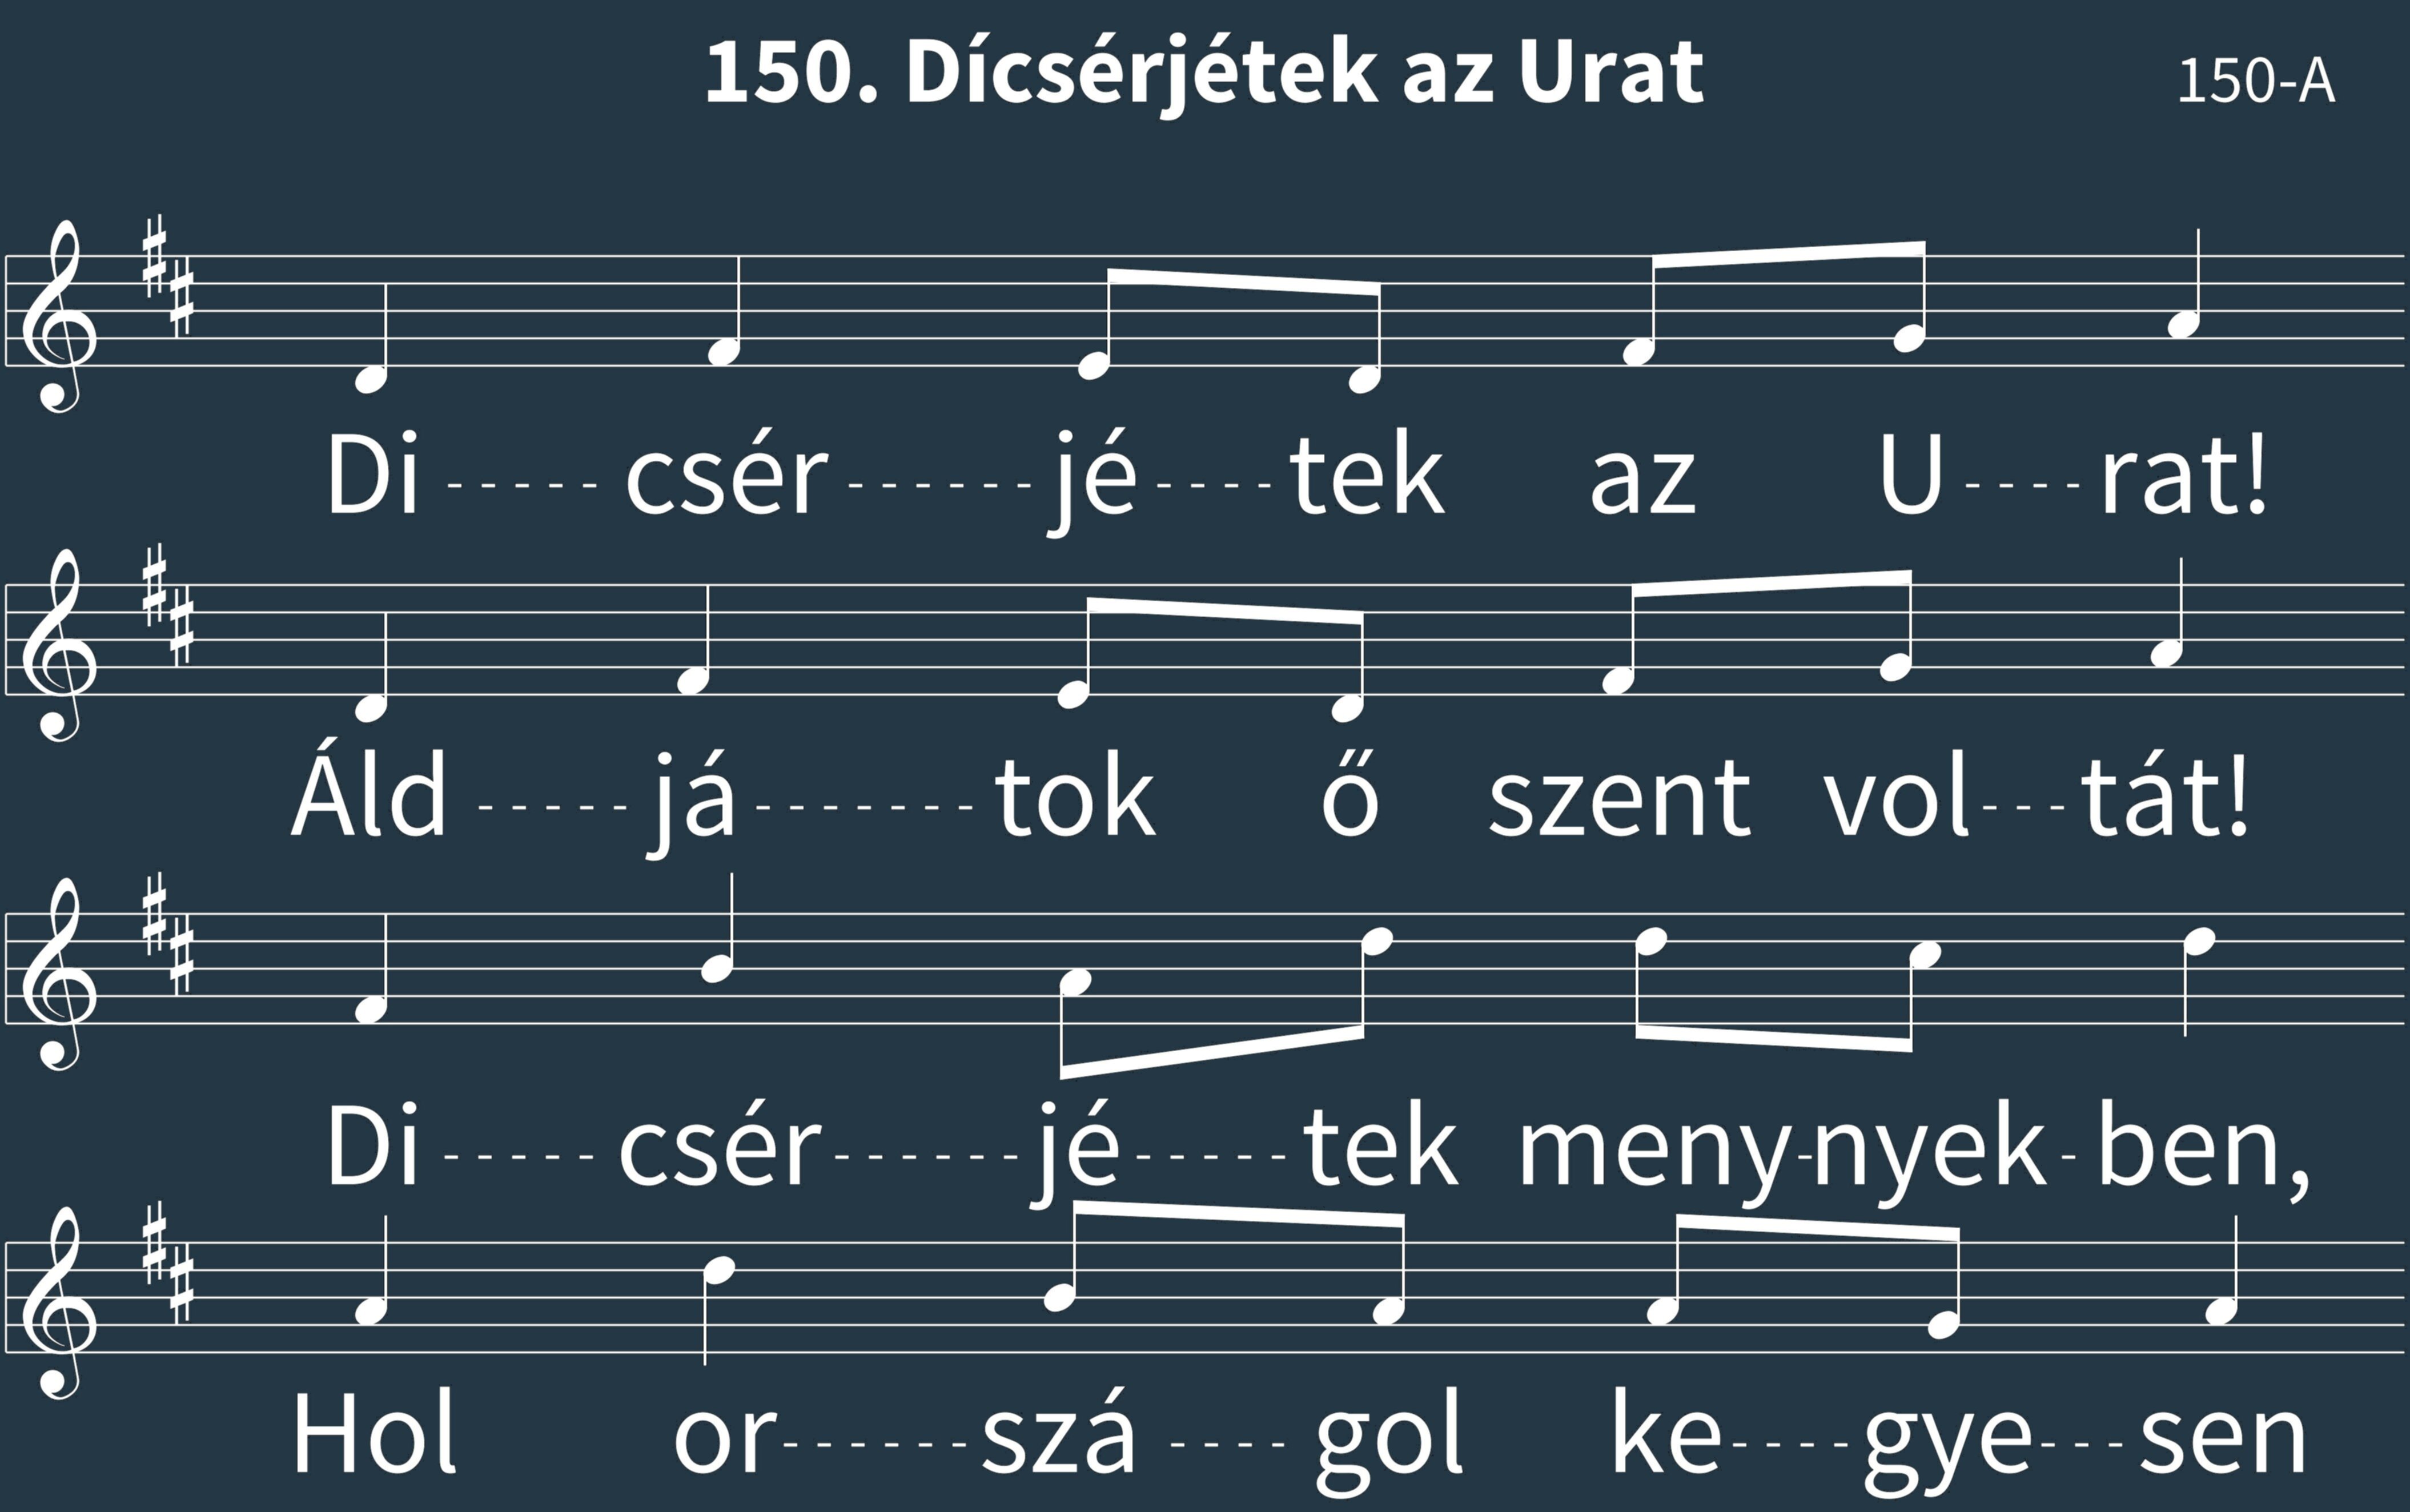 150. Dícsérjétek az Urat
150-A
Di ----- csér ------ jé ---- tek az U ---- rat!
Áld ----- já ------- tok ő szent vol --- tát!
Di ----- csér ------ jé ----- tek meny-nyek-ben,
Hol or ------ szá ---- gol ke ---- gye --- sen